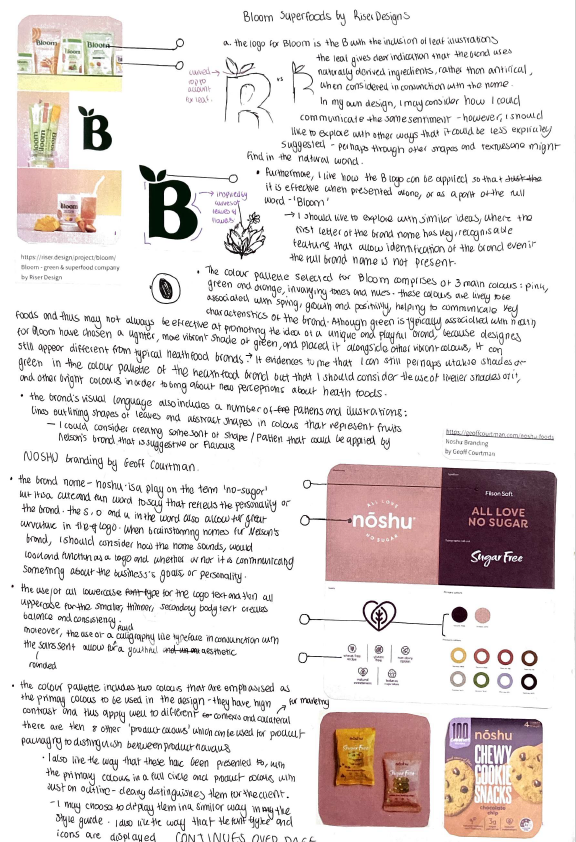 Bloom Superfoods by Riser Designs
a. the logo for Bloom is the B with the inclusion of leaf illustrations
the leaf gives clear indication that the brand uses
naturally derived ingredients, rather than artificial,
when considered in conjunction with the name.
In my own design, I may consider how I could
communicate the same sentiment - however, I should
like to explore with other ways that it could be less explicitly
suggested - perhaps through other shapes and textures one might
find in the natural world.
curved
top to
account
for leaf.
vs
• Furthermore, I like how the B logo can be applied so that
it is effective when presented alone, or as a part of the full
word - 'Bloom'
→ I should like to explore with similar ideas, where the
first letter of the brand name has key, recognisable
features that allow identification of the brand even if
the full brand name is not present.
B
B
→ inspired by
curves of
leaves &
flowers
Bloom
Bloom
Bloom
Bloom
https://riser.design/project/bloom/
Bloom - green & superfood company
by Riser Design
• The colour pallette selected for Bloom comprises of 3 main colours: pink,
green and orange, in varying tones and hues. these colours are likely to be
associated with spring, growth and positivity, helping to communicate key
characteristics of the brand. Although green is typically associated with health
foods and thus may not always be effective at promoting the idea of a unique and playful brand, because designers
for Bloom have chosen a lighter, more vibrant shade of green, and placed it alongside other vibrant colours, it can
still appear different from typical health food brands → It evidences to me that I can still perhaps utalise shades of
green in the colour pallette of the health-food brand but that I should consider the use of livelier shades of it,
and other bright colours in order to bring about new perceptions about health foods.
• the brand's visual language also includes a number of patterns and illustrations:
lines outlining shapes of leaves and abstract shapes in colours that represent fruits
→ I could consider creating some sort of shape / patten that could be applied by
Nelson's brand that is suggestive of flavours
https://geoffcourtman.com/noshu-foods
Noshu Branding
by Geoff Courtman
NOSHU branding by Geoff Courtman.
• the brand name - noshu - is a play on the term 'no-sugar'
but it's a cute and fun word to say that reflects the personality of
the brand. the s, o and u in the word also allow for great
curvature in the logo. When brainstorming names for Nelson's
brand, I should consider how the name sounds, would
look and function as a logo and whether or not it is communicating
something about the business's goals or personality.
• the use of all lowercase type for the logo text and then all
uppercase for the smaller, thinner, secondary body text creates
balance and consistency.
moreover, the use of a fluid caligraphy like typeface in conjunction with
the sans serif allow for a youthful aesthetic
rounded
• the colour pallette includes two colours that are emphasised as
the primary colours to be used in the design - they have high
contrast and thus apply well to different contexts and collateral
for marketing
there are then 8 other 'product colours' which can be used for product
packaging to distinguish between product flavours
• I also like the way that these have been presented to, with
the primary colours in a full circle and product colours with
just an outline - clearly distinguishes them for the client.
- I may choose to display them in a similar way in my
style guide. I also like the way that the font styles and
icons are displayed CONTINUES OVER PAGE
ALL LOVE
nōshu
NO SUGAR
Filson Soft.
ALL LOVE
NO SUGAR
Sugar Free
nōshu
Sugar Free
nōshu
Sugar Free
100
nōshu
CHEWY
COOKIE
SNACKS
chocolate
chip